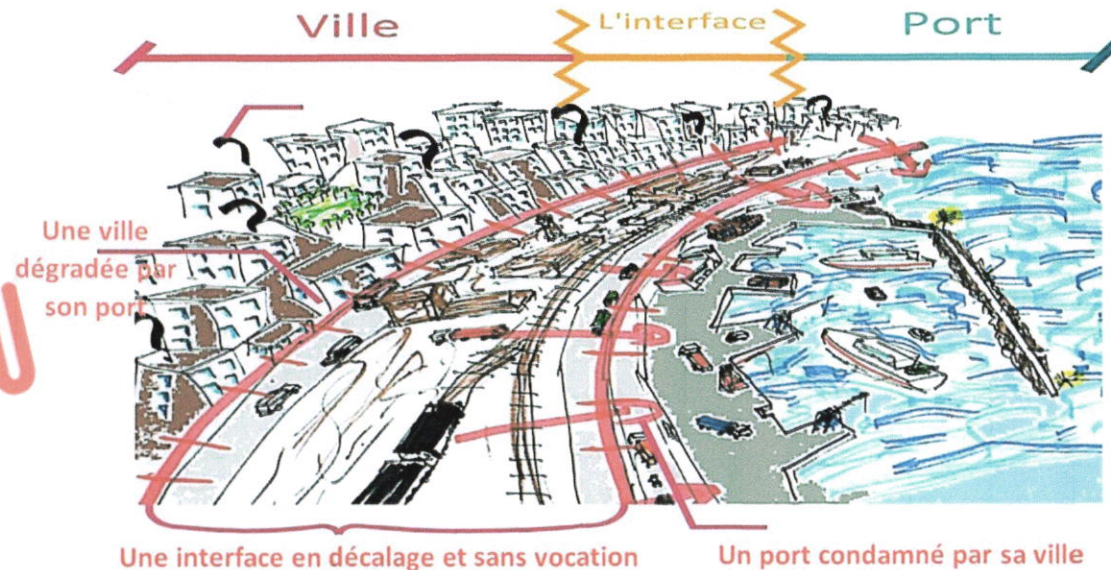 Ville
L'interface
Port
Une ville
dégradée par
son port
Une interface en décalage et sans vocation
Un port condamné par sa ville